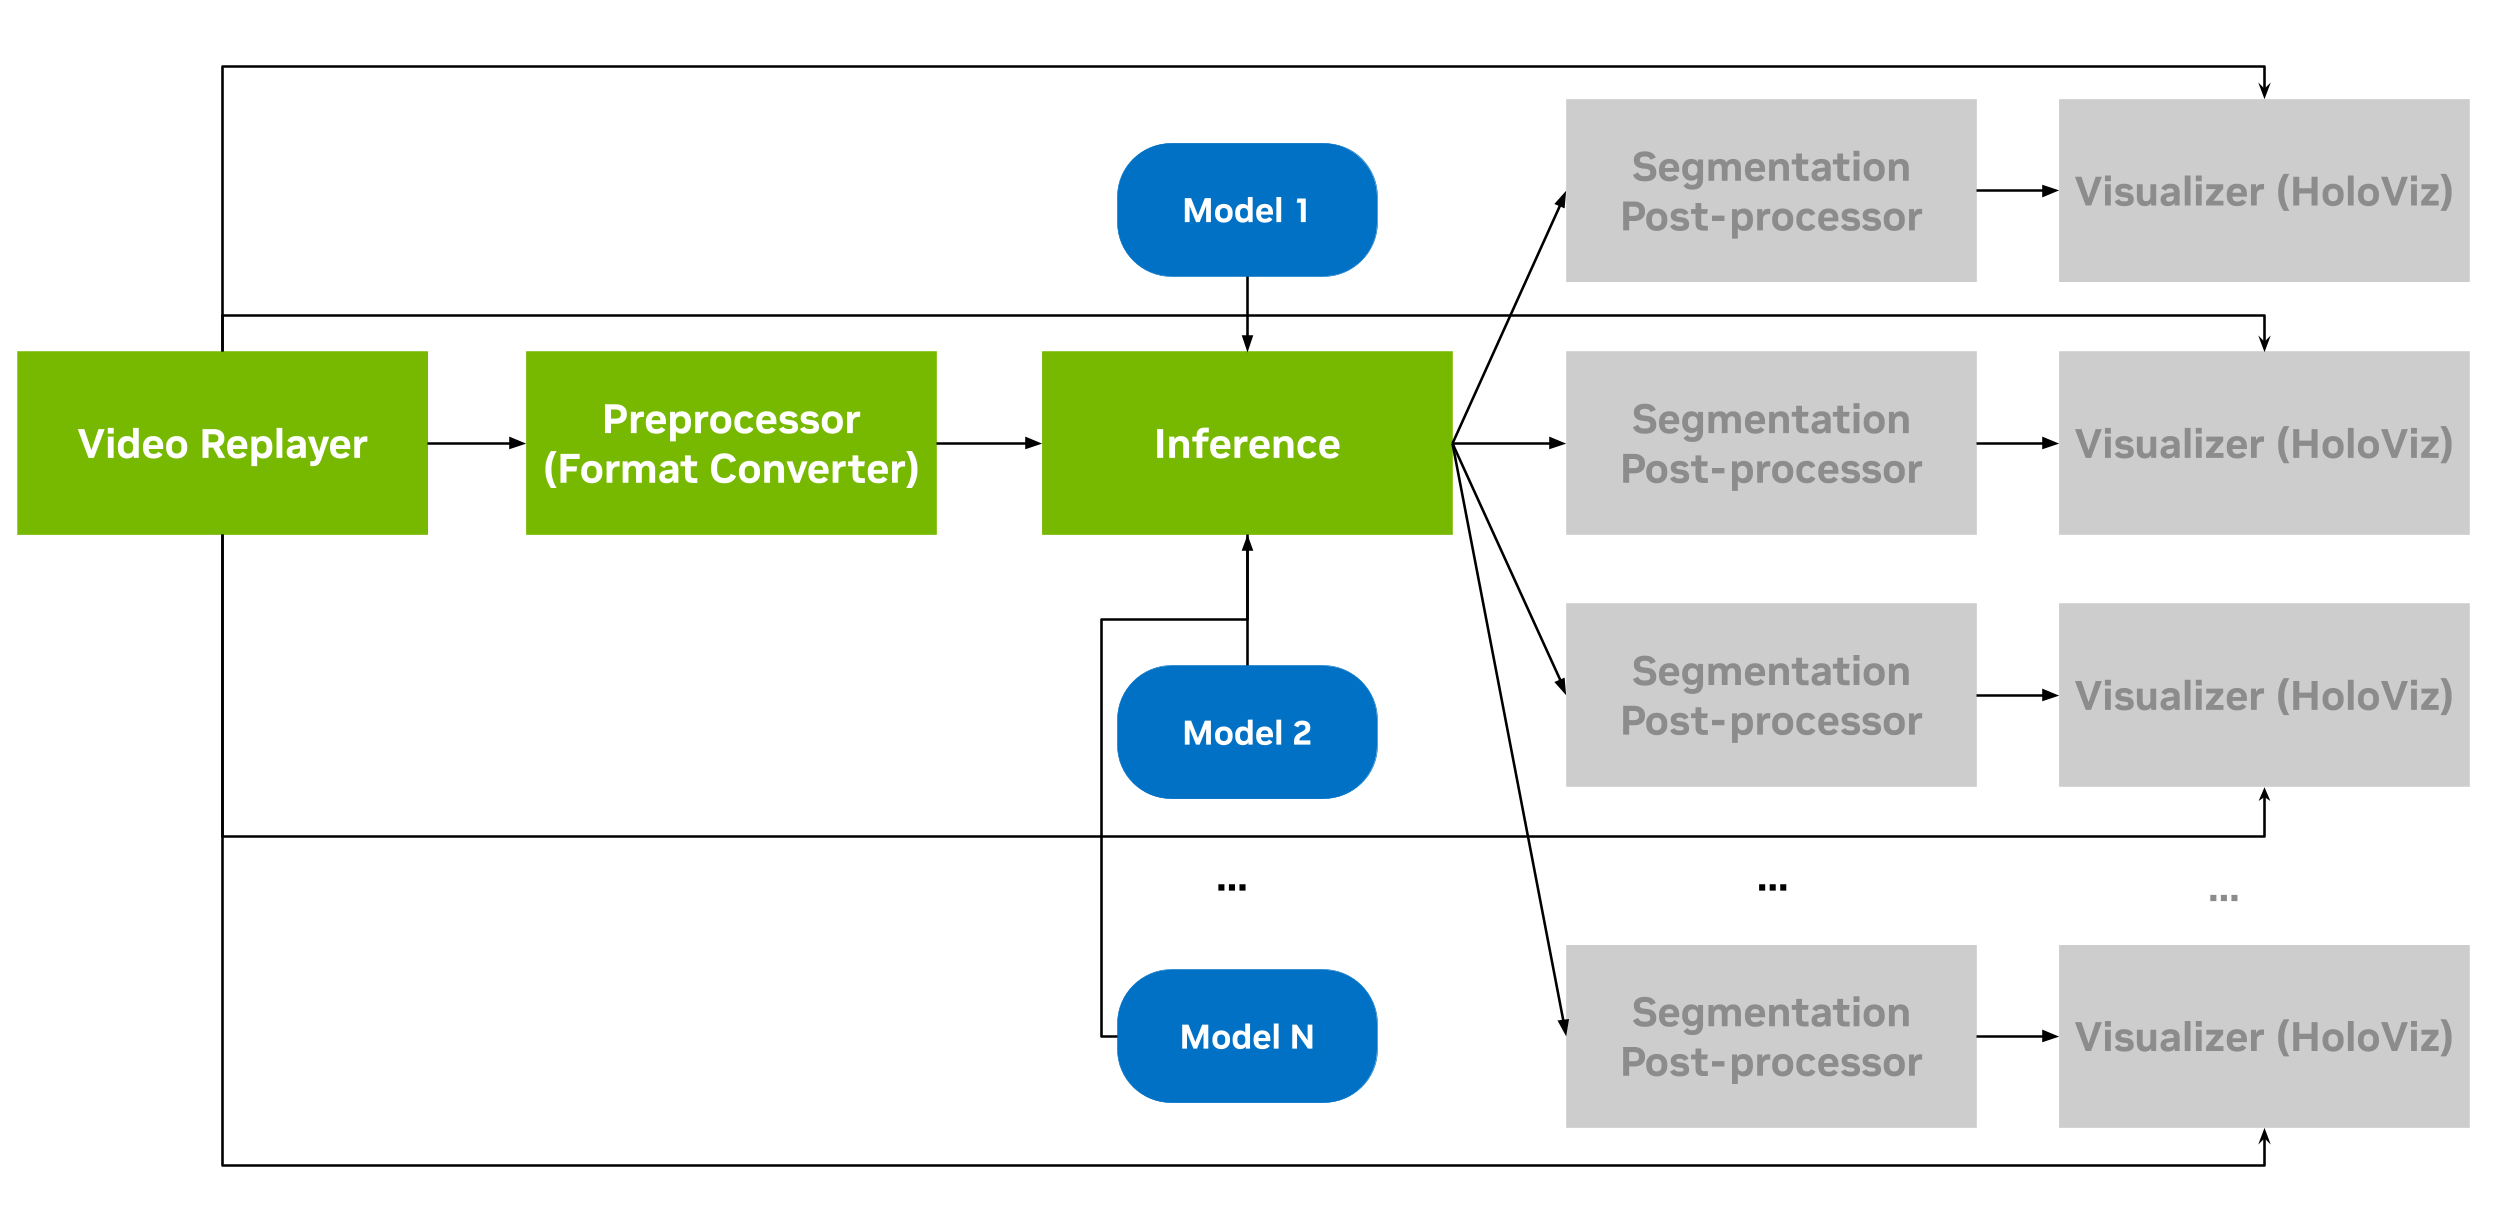 Segmentation
Post-processor
Visualizer (HoloViz)
Model 1
Video Replayer
Preprocessor
(Format Converter)
Inference
Segmentation
Post-processor
Visualizer (HoloViz)
Segmentation
Post-processor
Visualizer (HoloViz)
Model 2
...
...
...
Model N
Segmentation
Post-processor
Visualizer (HoloViz)